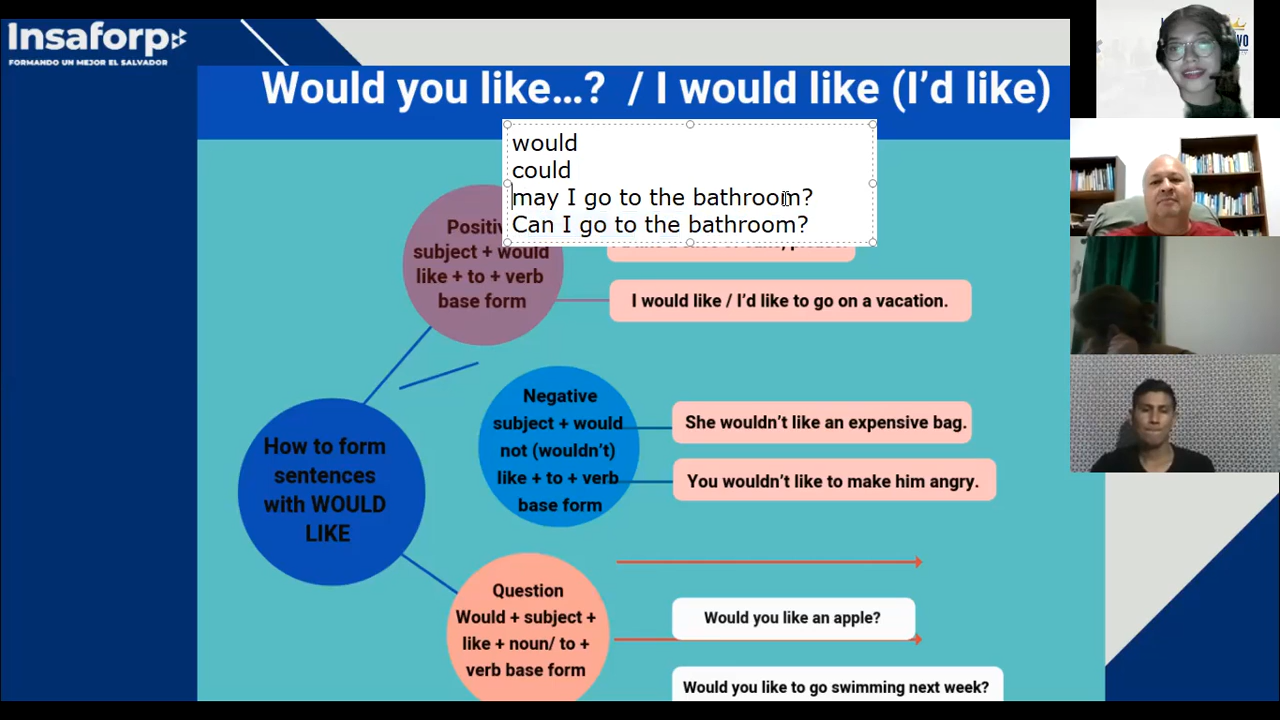 Insaforp
FORMANDO UN MEJOR EL SALVADOR
Would you like...? / I would like (I'd like)
would
could
may I go to the bathroom?
Can I go to the bathroom?
Positive
subject + would
like + to + verb
base form
I would like / I'd like to go on a vacation.
Negative
subject + would
not (wouldn't)
like + to + verb
base form
She wouldn't like an expensive bag.
You wouldn't like to make him angry.
How to form
sentences
with WOULD
LIKE
Question
Would + subject +
like + noun/ to +
verb base form
Would you like an apple?
Would you like to go swimming next week?